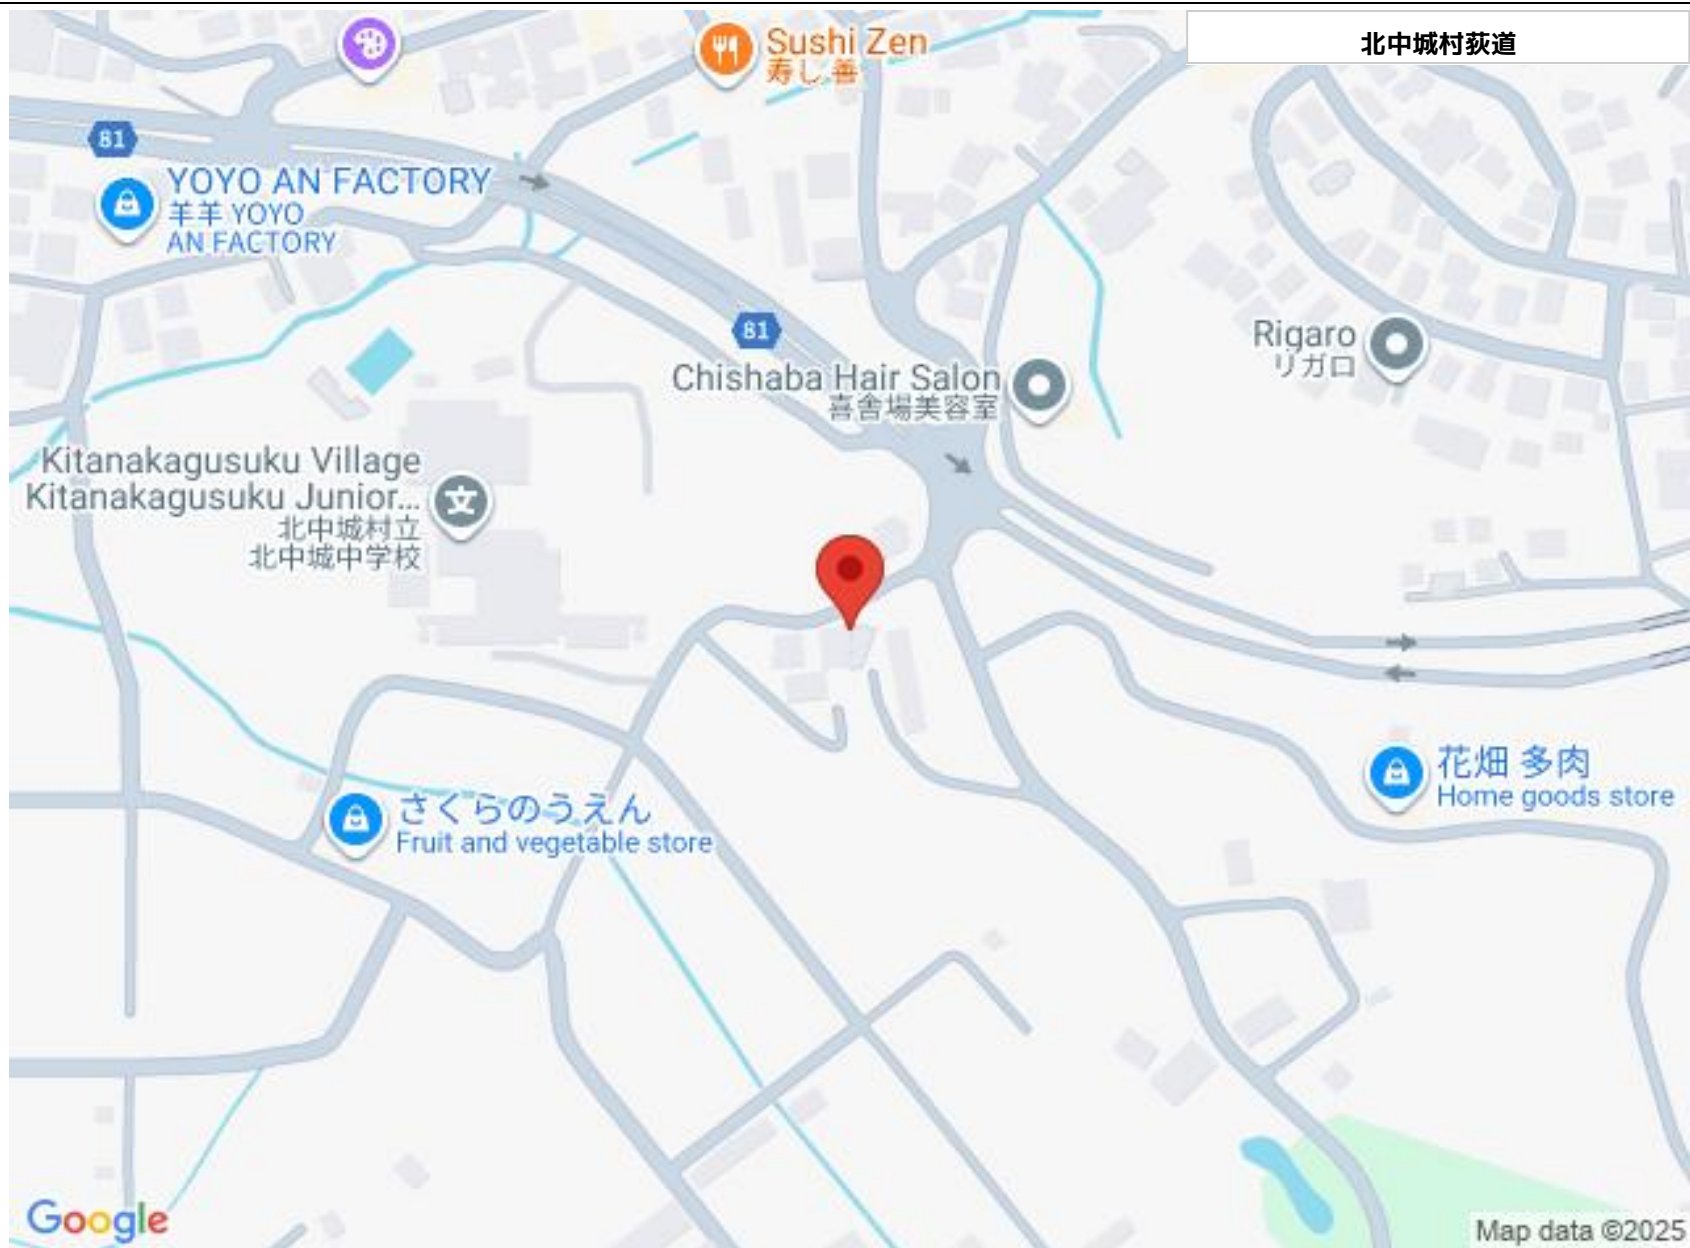 北中城村荻道
Sushi Zen
寿し 善
81
YOYO AN FACTORY
羊羊 YOYO
AN FACTORY
81
Chishaba Hair Salon
喜舎場美容室
Rigaro
リガロ
Kitanakagusuku Village
Kitanakagusuku Junior...
北中城村立
北中城中学校
花畑 多肉
Home goods store
さくらのうえん
Fruit and vegetable store
Google
Map data ©2025